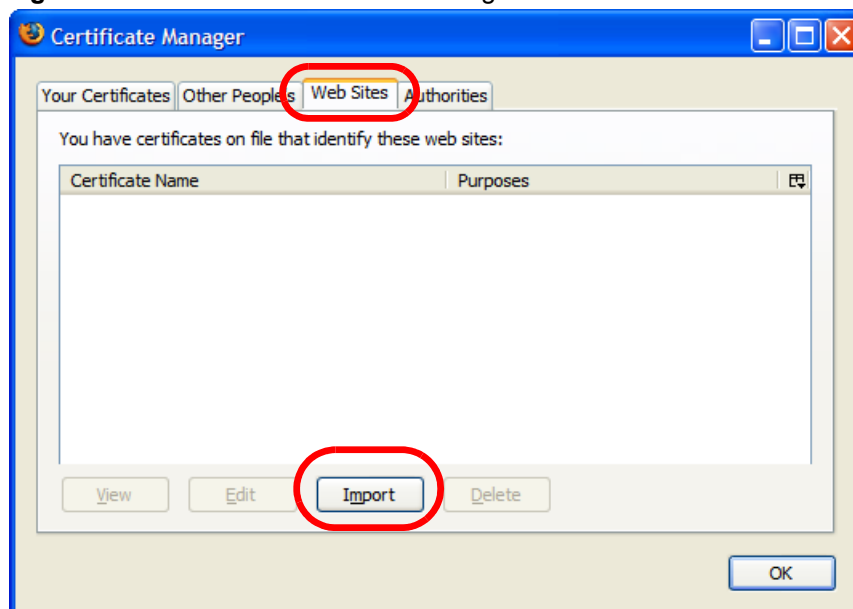 Certificate Manager
Your Certificates Other People's Web Sites Authorities
You have certificates on file that identify these web sites:
Certificate Name Purposes
View Edit Import Delete
OK